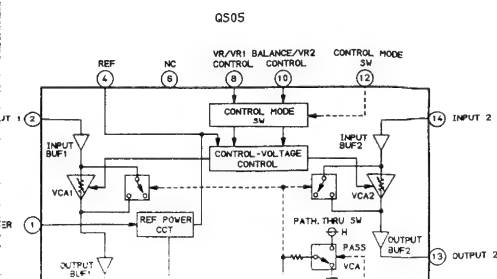 QS05
REF
NC
VR/VR1 BALANCE/VR2
CONTROL CONTROL
CONTROL MODE
SW
4
6
8
10
12
UT 1
2
CONTROL MODE
SW
14
INPUT 2
INPUT
BUF1
INPUT
BUF2
CONTROL-VOLTAGE
CONTROL
VCA1
VCA2
ER
1
REF POWER
CCT
PATH.THRU SW
H
PASS
VCA
OUTPUT
BUF1
OUTPUT
BUF2
13
OUTPUT 2